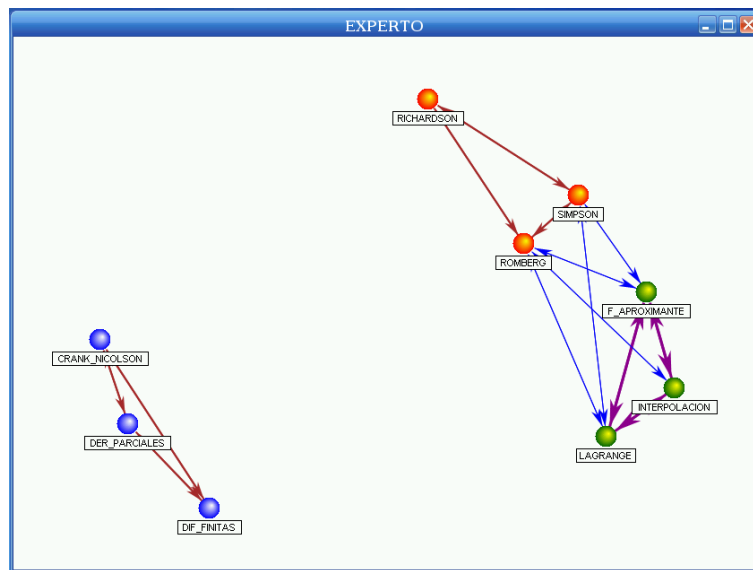 EXPERTO
RICHARDSON
SIMPSON
ROMBERG
F_APROXIMANTE
CRANK_NICOLSON
INTERPOLACION
DER_PARCIALES
LAGRANGE
DIF_FINITAS